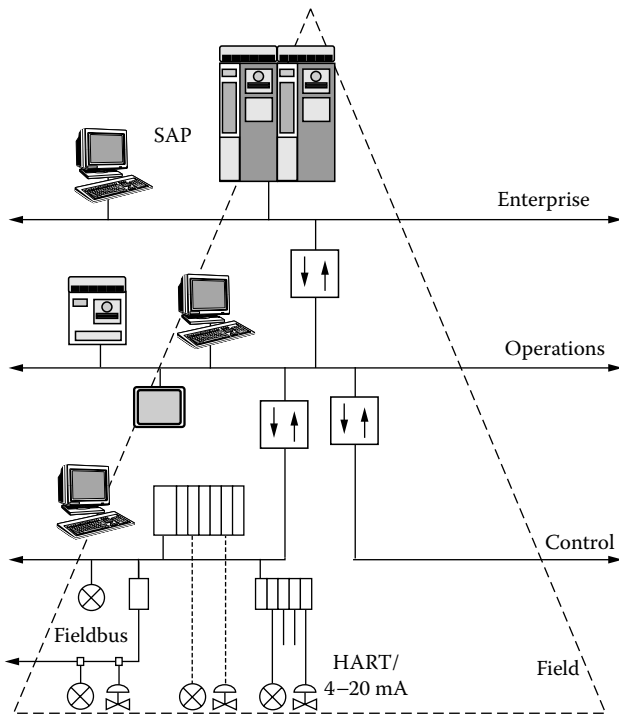 SAP
Enterprise
Operations
Control
Fieldbus
HART/
4–20 mA
Field